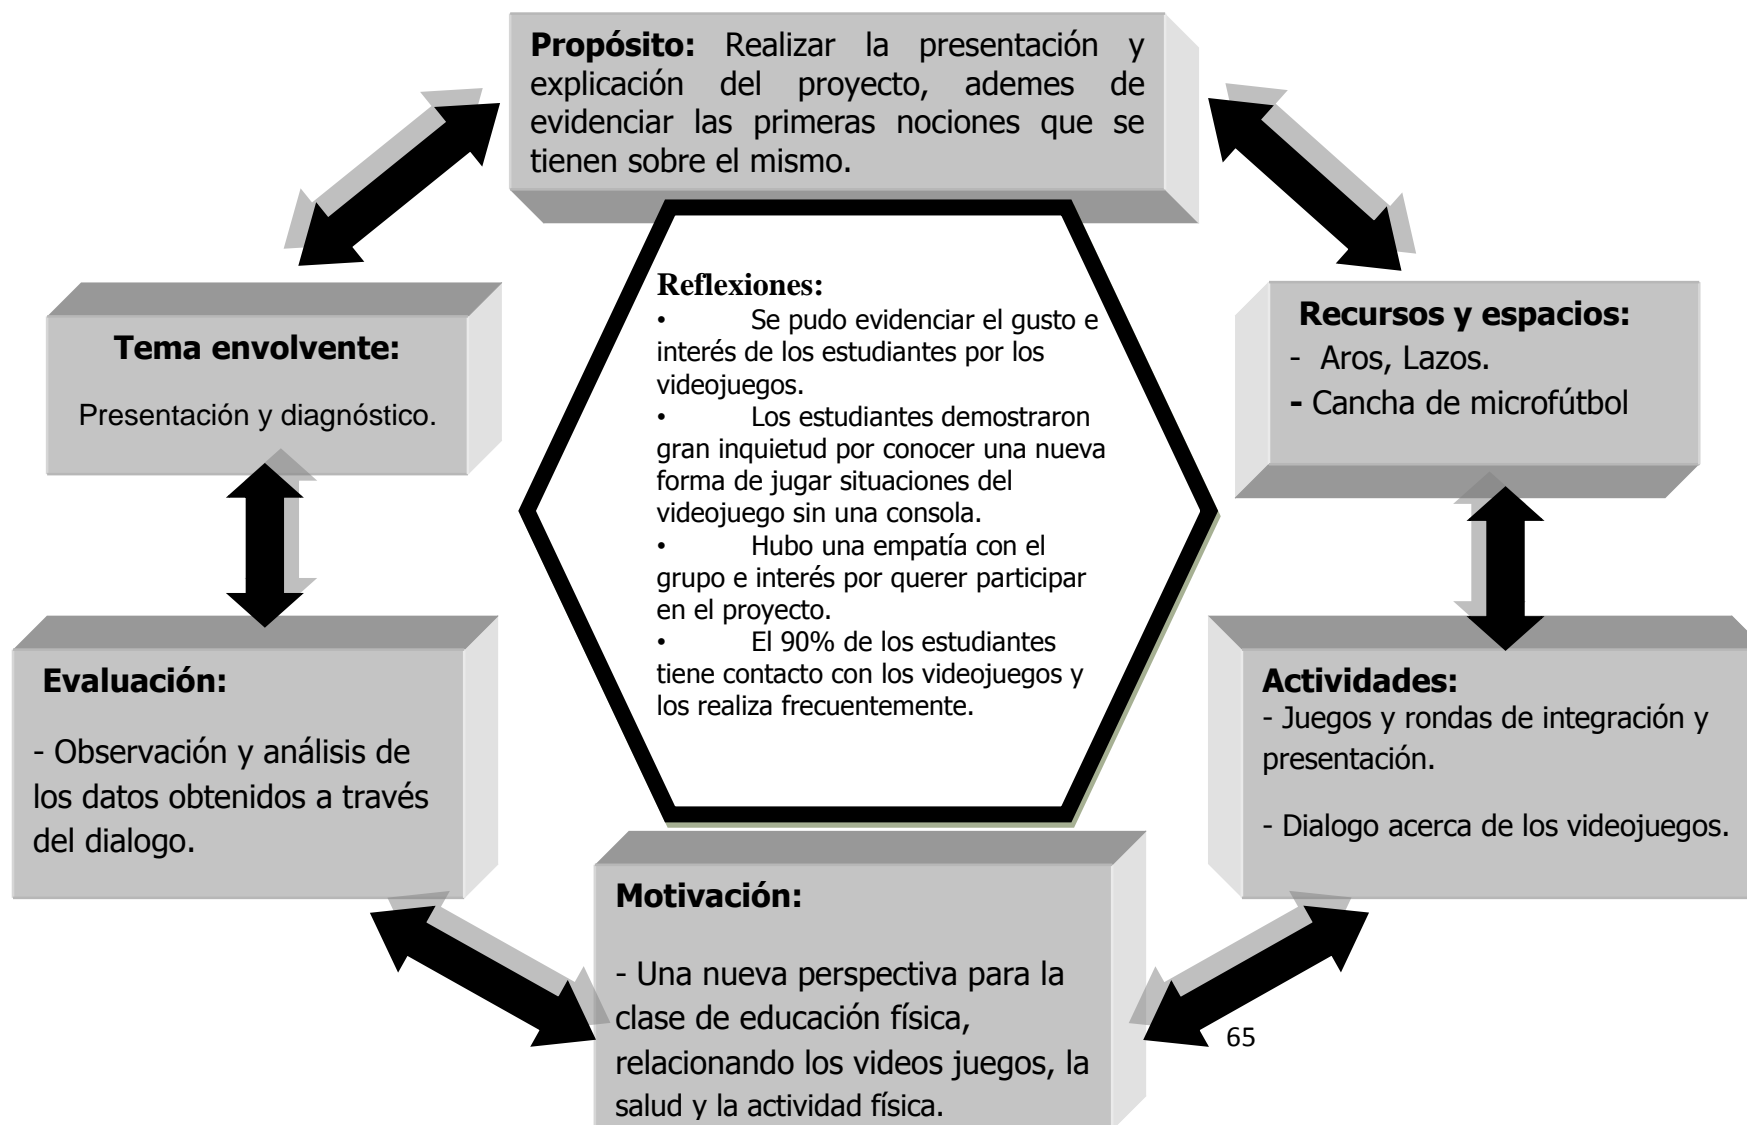 Propósito: Realizar la presentación y
explicación del proyecto, ademes de
evidenciar las primeras nociones que se
tienen sobre el mismo.
Tema envolvente:
Presentación y diagnóstico.
Reflexiones:
• Se pudo evidenciar el gusto e
interés de los estudiantes por los
videojuegos.
• Los estudiantes demostraron
gran inquietud por conocer una nueva
forma de jugar situaciones del
videojuego sin una consola.
• Hubo una empatía con el
grupo e interés por querer participar
en el proyecto.
• El 90% de los estudiantes
tiene contacto con los videojuegos y
los realiza frecuentemente.
Recursos y espacios:
- Aros, Lazos.
- Cancha de microfútbol
Evaluación:
- Observación y análisis de
los datos obtenidos a través
del dialogo.
Actividades:
- Juegos y rondas de integración y
presentación.
- Dialogo acerca de los videojuegos.
Motivación:
- Una nueva perspectiva para la
clase de educación física,
relacionando los videos juegos, la
salud y la actividad física.
65